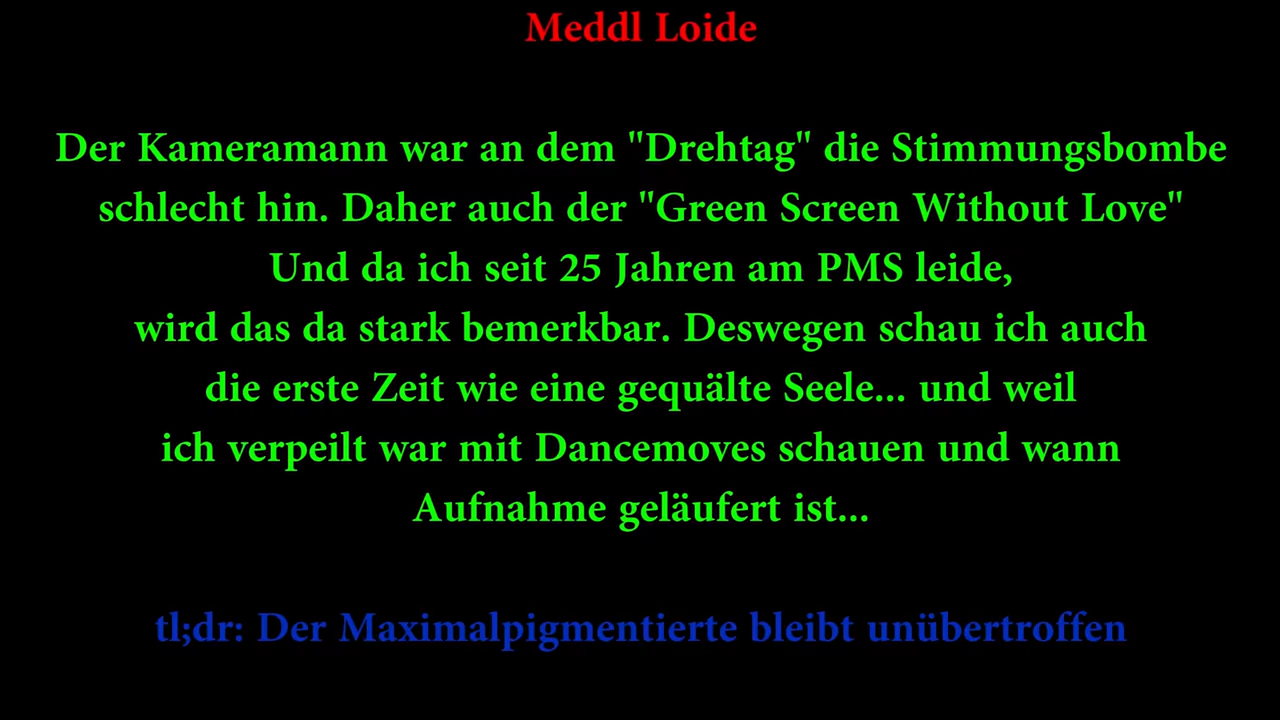 Meddl Loide
Der Kameramann war an dem "Drehtag" die Stimmungsbombe
schlecht hin. Daher auch der "Green Screen Without Love"
Und da ich seit 25 Jahren am PMS leide,
wird das da stark bemerkbar. Deswegen schau ich auch
die erste Zeit wie eine gequälte Seele... und weil
ich verpeilt war mit Dancemoves schauen und wann
Aufnahme geläufert ist...
tl;dr: Der Maximalpigmentierte bleibt unübertroffen